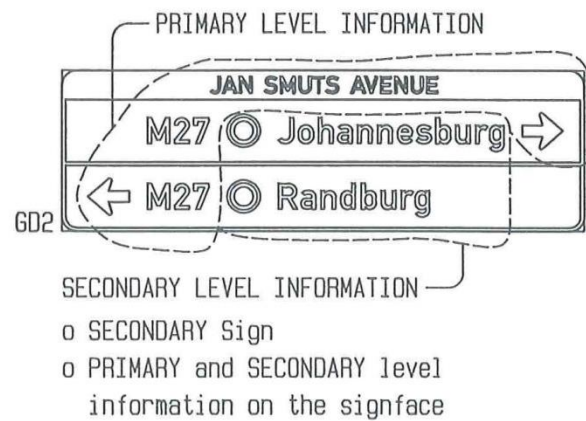 PRIMARY LEVEL INFORMATION
JAN SMUTS AVENUE
M27 Johannesburg
M27 Randburg
GD2
SECONDARY LEVEL INFORMATION
o SECONDARY Sign
o PRIMARY and SECONDARY level
information on the signface